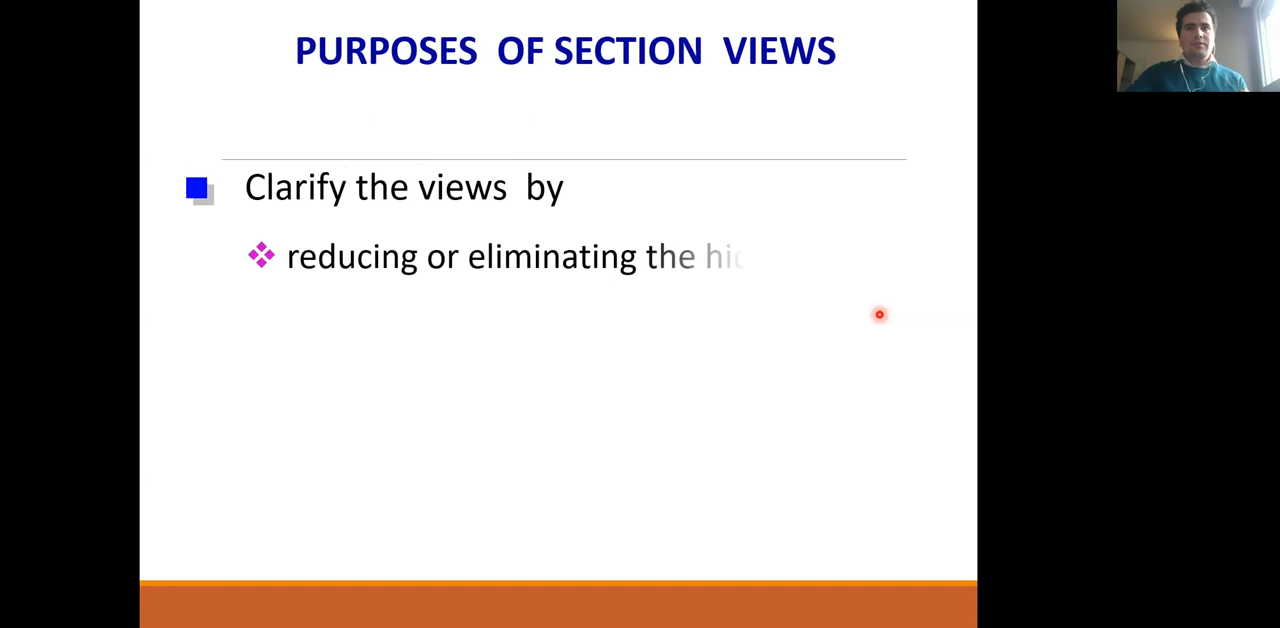 PURPOSES OF SECTION VIEWS
Clarify the views by
reducing or eliminating the